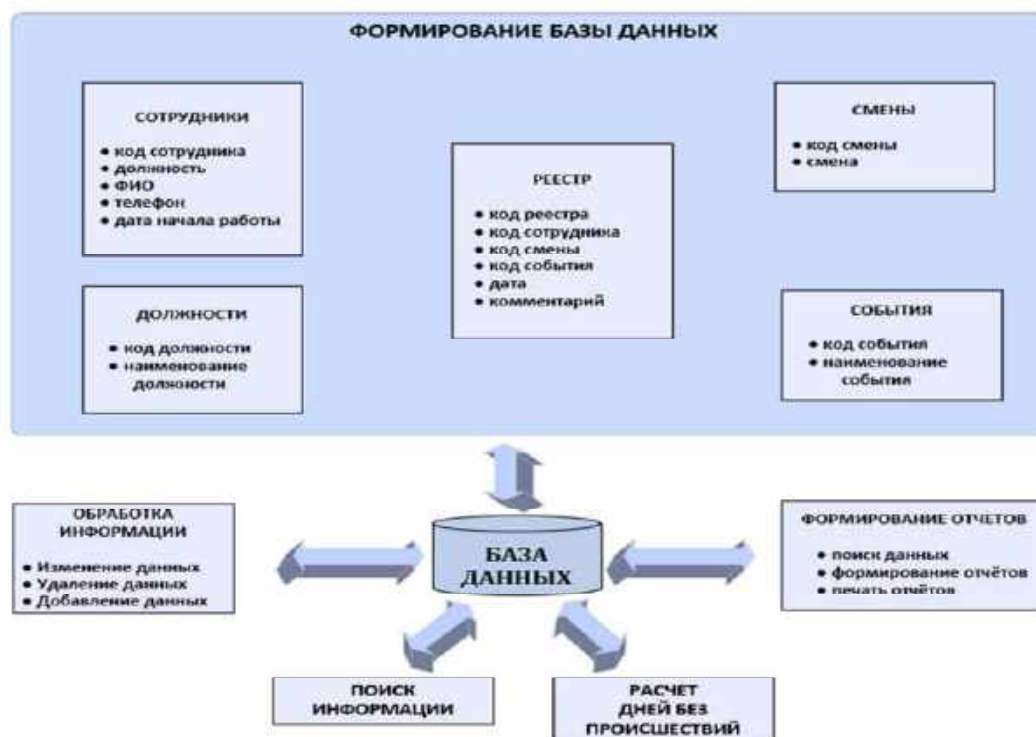 ФОРМИРОВАНИЕ БАЗЫ ДАННЫХ
СОТРУДНИКИ
● код сотрудника
● должность
● ФИО
● телефон
● дата начала работы
ДОЛЖНОСТИ
● код должности
● наименование
должности
РЕЕСТР
● код реестра
● код сотрудника
● код смены
● код события
● дата
● комментарий
СМЕНЫ
● код смены
● смена
СОБЫТИЯ
● код события
● наименование
события
ОБРАБОТКА
ИНФОРМАЦИИ
● Изменение данных
● Удаление данных
● Добавление данных
БАЗА
ДАННЫХ
ФОРМИРОВАНИЕ ОТЧЕТОВ
● поиск данных
● формирование отчётов
● печать отчётов
ПОИСК
ИНФОРМАЦИИ
РАСЧЕТ
ДНЕЙ БЕЗ
ПРОИСШЕСТВИЙ